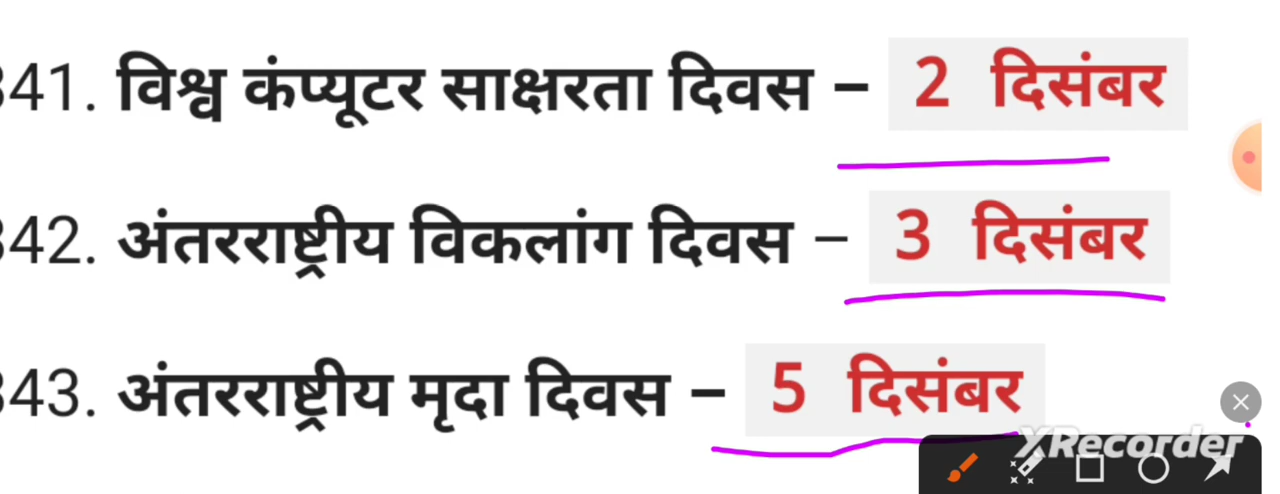 341. विश्व कंप्यूटर साक्षरता दिवस – 2 दिसंबर
342. अंतरराष्ट्रीय विकलांग दिवस – 3 दिसंबर
343. अंतरराष्ट्रीय मृदा दिवस – 5 दिसंबर
XRecorder